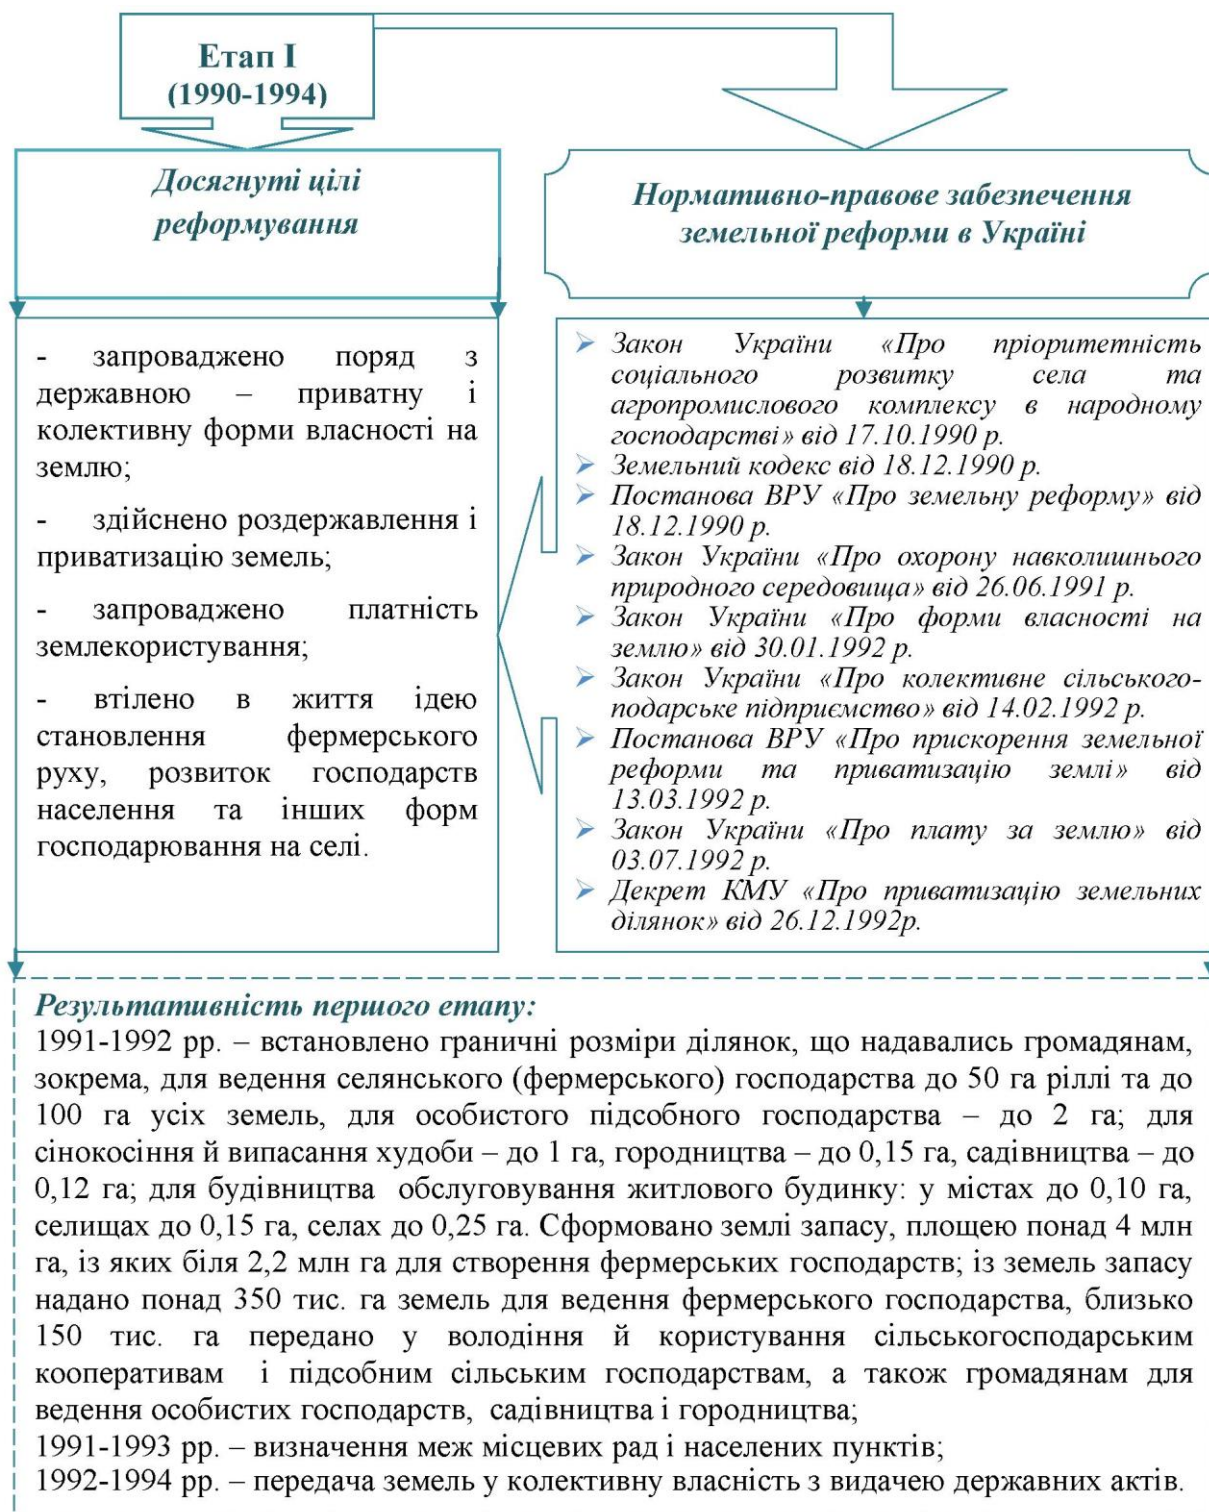 Етап I
(1990-1994)
Досягнуті цілі
реформування
Нормативно-правове забезпечення
земельної реформи в Україні
- запроваджено поряд з
державною – приватну і
колективну форми власності на
землю;
- здійснено роздержавлення і
приватизацію земель;
- запроваджено платність
землекористування;
- втілено в життя ідею
становлення фермерського
руху, розвиток господарств
населення та інших форм
господарювання на селі.
➢ Закон України «Про пріоритетність
соціального розвитку села та
агропромислового комплексу в народному
господарстві» від 17.10.1990 р.
➢ Земельний кодекс від 18.12.1990 р.
➢ Постанова ВРУ «Про земельну реформу» від
18.12.1990 р.
➢ Закон України «Про охорону навколишнього
природного середовища» від 26.06.1991 р.
➢ Закон України «Про форми власності на
землю» від 30.01.1992 р.
➢ Закон України «Про колективне сільського-
подарське підприємство» від 14.02.1992 р.
➢ Постанова ВРУ «Про прискорення земельної
реформи та приватизацію землі» від
13.03.1992 р.
➢ Закон України «Про плату за землю» від
03.07.1992 р.
➢ Декрет КМУ «Про приватизацію земельних
ділянок» від 26.12.1992р.
Результативність першого етапу:
1991-1992 рр. – встановлено граничні розміри ділянок, що надавались громадянам,
зокрема, для ведення селянського (фермерського) господарства до 50 га ріллі та до
100 га усіх земель, для особистого підсобного господарства – до 2 га; для
сінокосіння й випасання худоби – до 1 га, городництва – до 0,15 га, садівництва – до
0,12 га; для будівництва обслуговування житлового будинку: у містах до 0,10 га,
селищах до 0,15 га, селах до 0,25 га. Сформовано землі запасу, площею понад 4 млн
га, із яких біля 2,2 млн га для створення фермерських господарств; із земель запасу
надано понад 350 тис. га земель для ведення фермерського господарства, близько
150 тис. га передано у володіння й користування сільськогосподарським
кооперативам і підсобним сільським господарствам, а також громадянам для
ведення особистих господарств, садівництва і городництва;
1991-1993 рр. – визначення меж місцевих рад і населених пунктів;
1992-1994 рр. – передача земель у колективну власність з видачею державних актів.